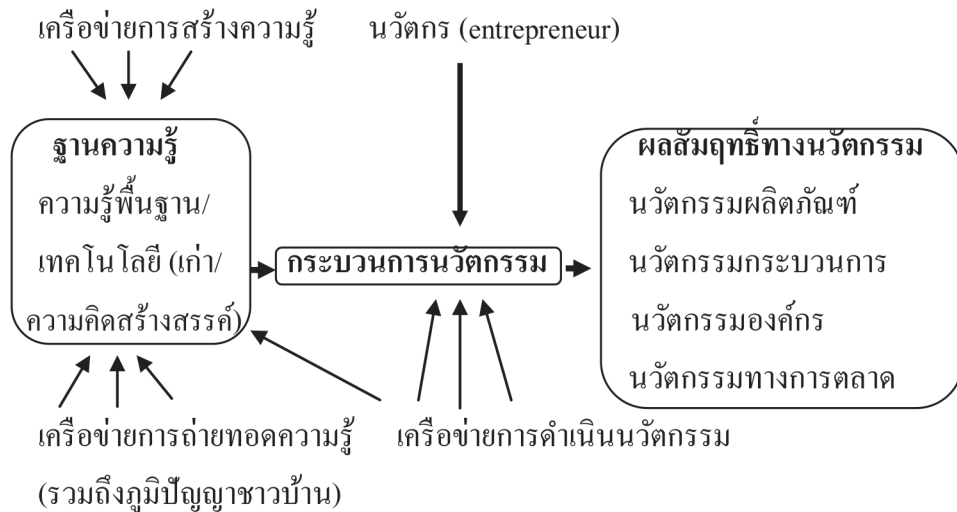 เครือข่ายการสร้างความรู้
นวัตกร (entrepreneur)
ฐานความรู้
ความรู้พื้นฐาน/
เทคโนโลยี (เก่า/
ความคิดสร้างสรรค์)
กระบวนการนวัตกรรม
ผลสัมฤทธิ์ทางนวัตกรรม
นวัตกรรมผลิตภัณฑ์
นวัตกรรมกระบวนการ
นวัตกรรมองค์กร
นวัตกรรมทางการตลาด
เครือข่ายการถ่ายทอดความรู้
(รวมถึงภูมิปัญญาชาวบ้าน)
เครือข่ายการดำเนินนวัตกรรม